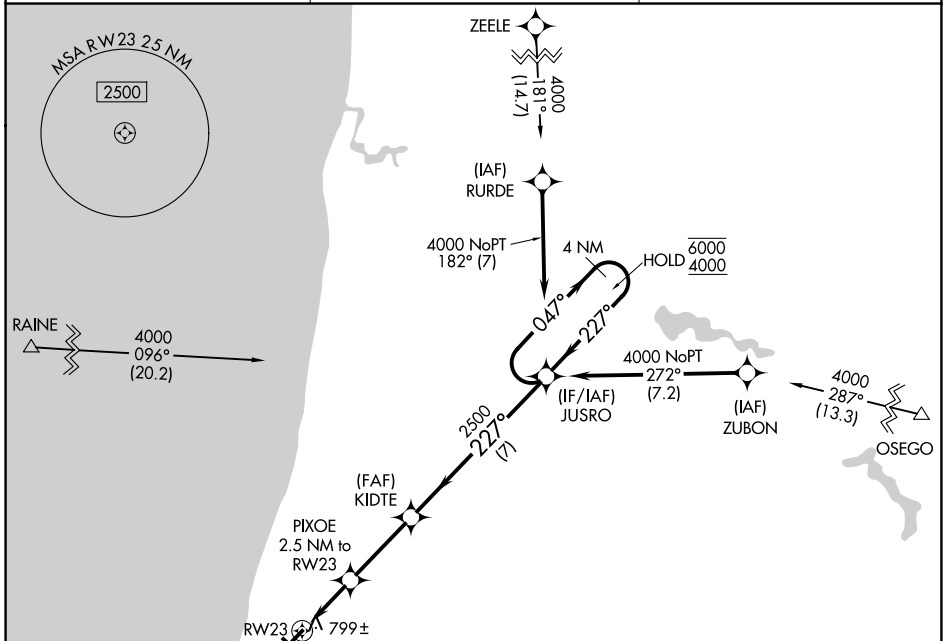 MSA RW23 25 NM
2500
ZEELE
4000
181°
(14.7)
(IAF)
RURDE
4000 NoPT
182° (7)
4 NM
HOLD
6000
4000
047°
227°
RAINE
4000
096°
(20.2)
4000 NoPT
272°
(7.2)
(IF/IAF)
JUSRO
(IAF)
ZUBON
4000
287°
(13.3)
OSEGO
2500
227°
(7)
(FAF)
KIDTE
PIXOE
2.5 NM to
RW23
RW23
799±